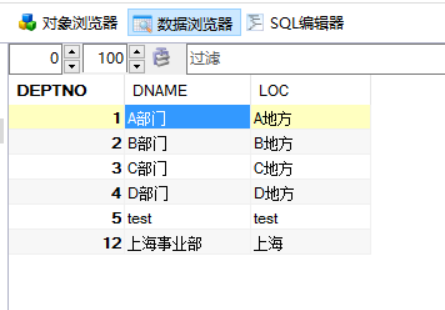 对象浏览器 数据浏览器 SQL编辑器
0 100 过滤
DEPTNO DNAME LOC
1 A部门 A地方
2 B部门 B地方
3 C部门 C地方
4 D部门 D地方
5 test test
12 上海事业部 上海